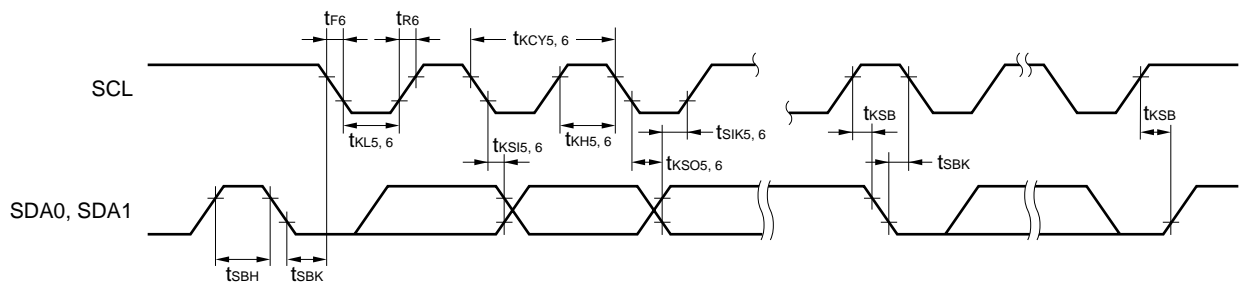 tF6 tR6
tKCY5, 6
SCL
tKSB tKSB
tKL5, 6 tKH5, 6 tSIK5, 6
tKSI5, 6 tKSO5, 6 tSBK
SDA0, SDA1
tSBH tSBK